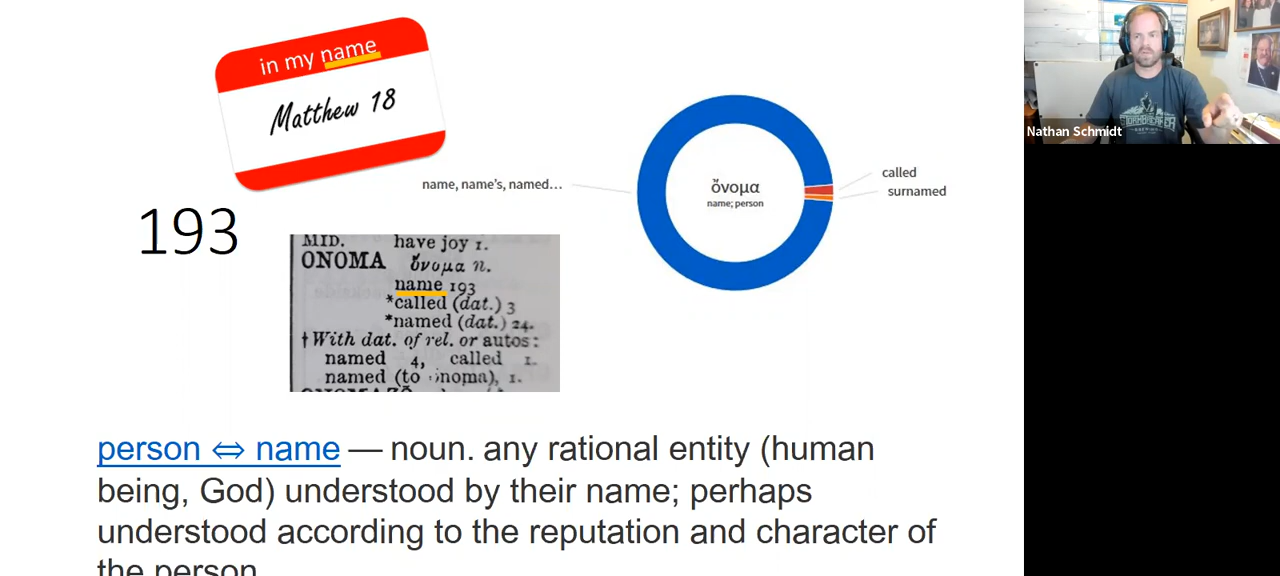 in my name
Matthew 18
193
name, name's, named...
ὄνομα
name; person
called
surnamed
MID. have joy 1.
ONOMA ὄνομα n.
name 193
*called (dat.) 3
*named (dat.) 24.
†With dat. of rel. or autos:
named 4, called 1.
named (to onoma), 1.
person ⇔ name — noun. any rational entity (human
being, God) understood by their name; perhaps
understood according to the reputation and character of
the person
Nathan Schmidt
STORMBREAKER
BREWING